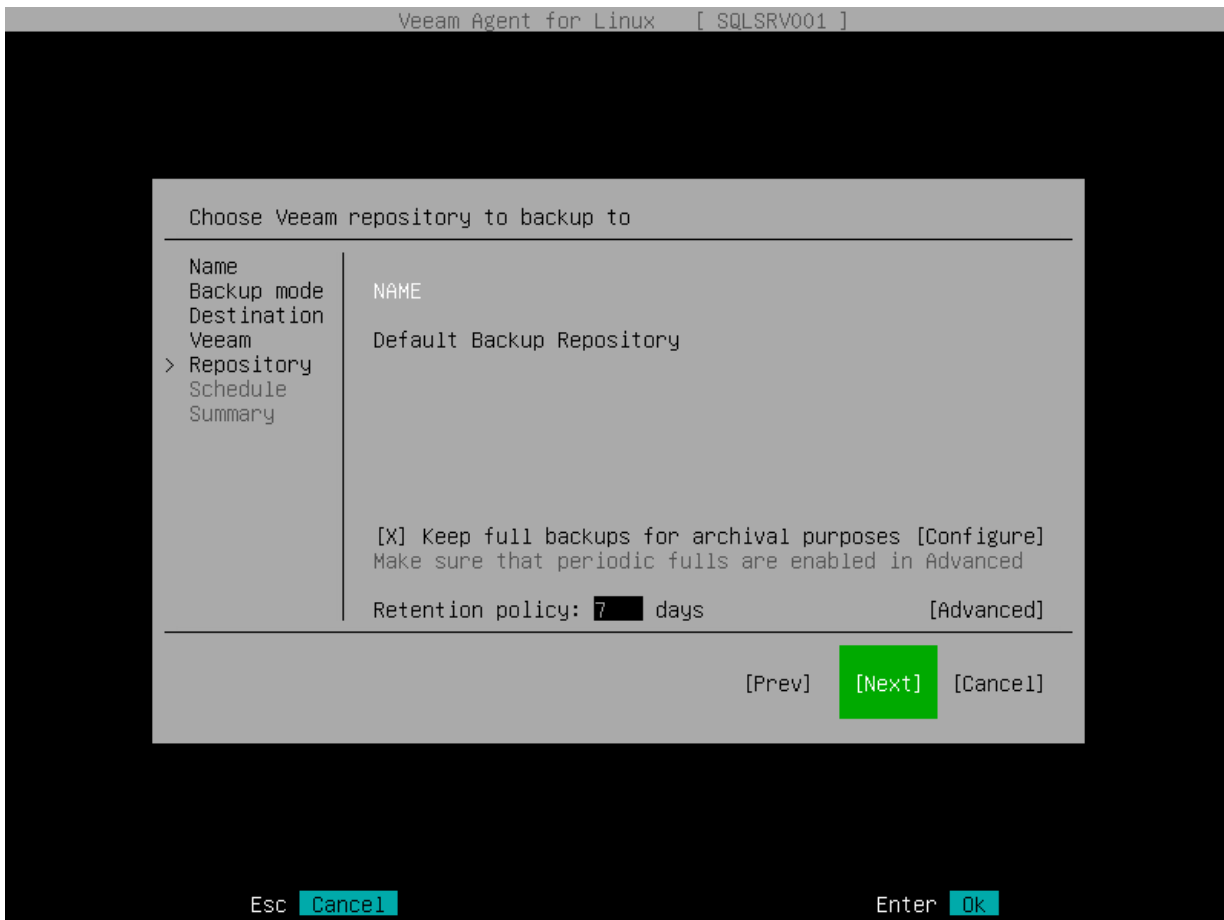 Veeam Agent for Linux [ SQLSRV001 ]
Choose Veeam repository to backup to
Name
Backup mode
Destination
Veeam
> Repository
Schedule
Summary
NAME
Default Backup Repository
[X] Keep full backups for archival purposes [Configure]
Make sure that periodic fulls are enabled in Advanced
Retention policy: 7 days [Advanced]
[Prev] [Next] [Cancel]
Esc Cancel Enter Ok